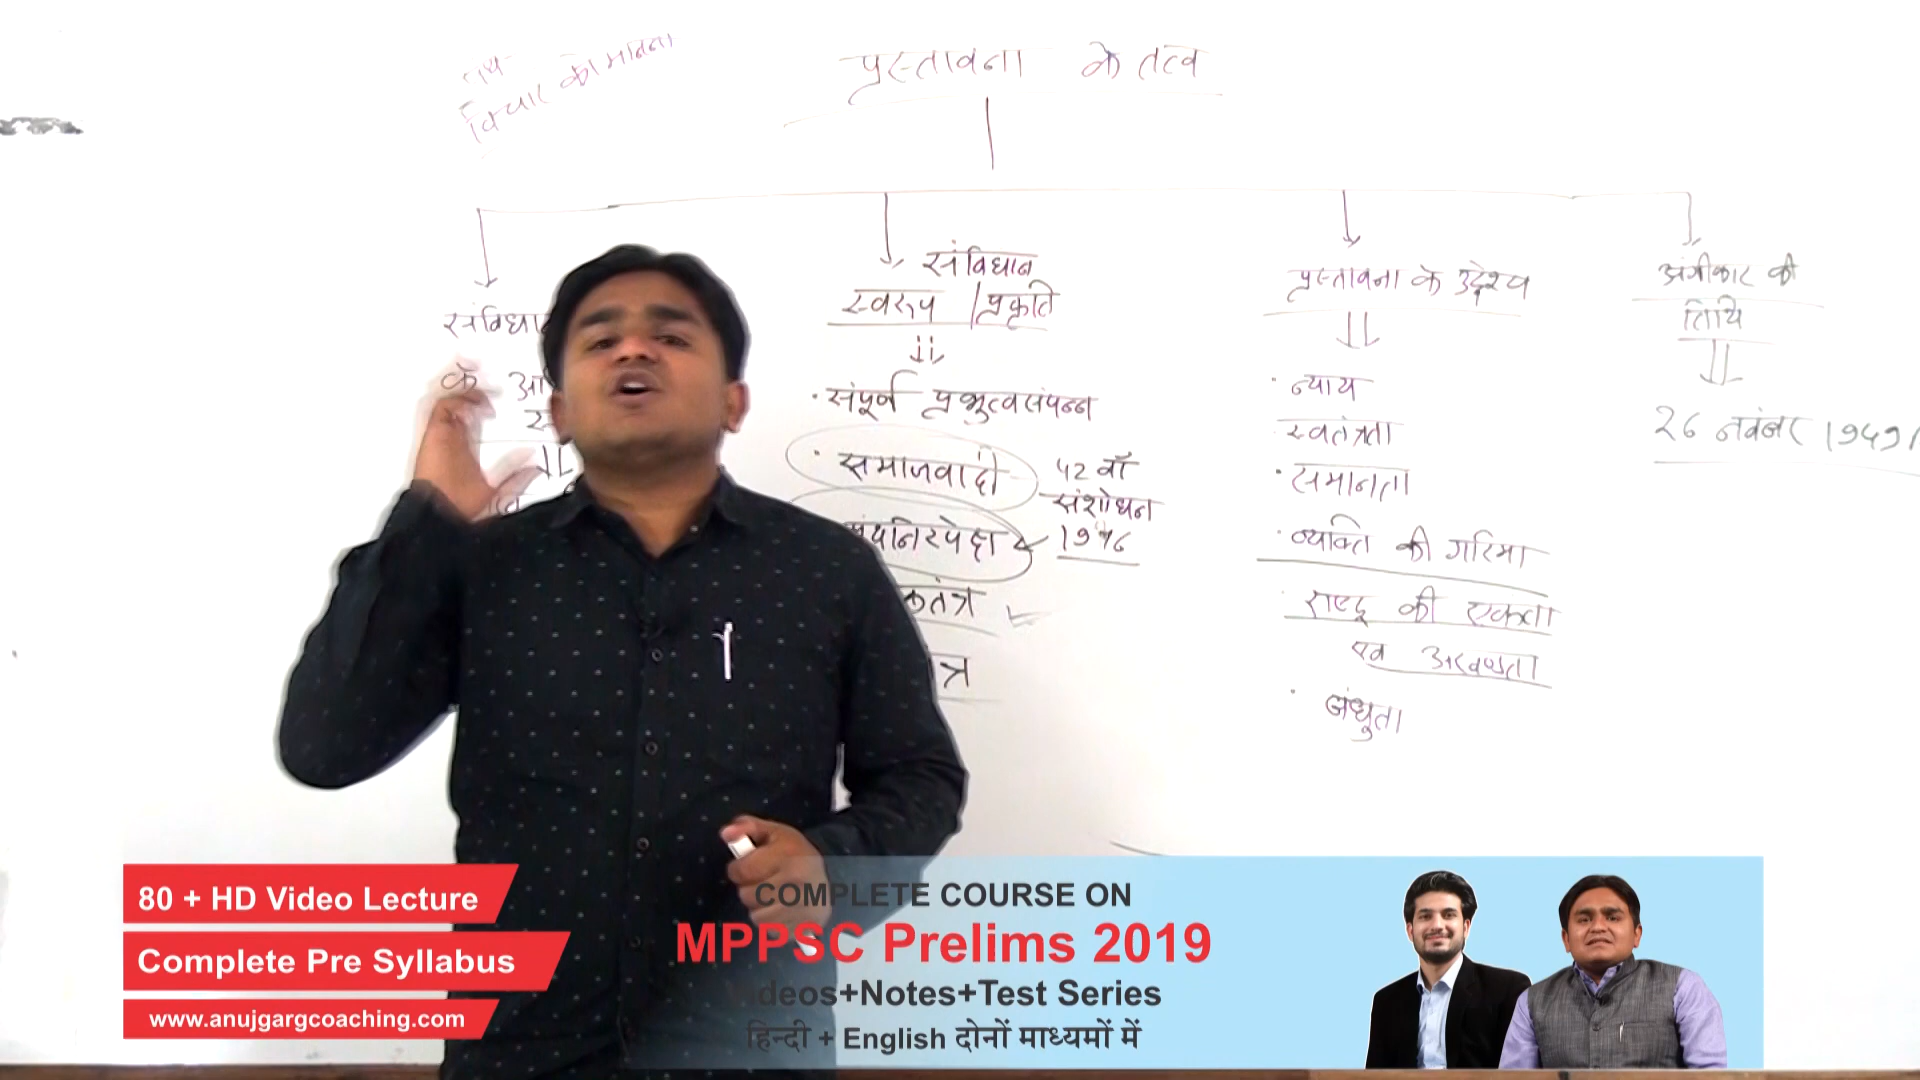 विचार को मानना
प्रस्तावना के तत्व
संविधा
के
संविधान
स्वरूप / प्रकृति
· संपूर्ण प्रभुत्वसंपन्न
· समाजवादी
42 वाँ
संशोधन
1976
प्रस्तावना के उद्देश्य
· न्याय
स्वतंत्रता
· समानता
· व्यक्ति की गरिमा
राष्ट्र की एकता
एव अखण्डता
· बंधुता
अंगीकार की
तिथि
26 नवंबर 1949
80 + HD Video Lecture
Complete Pre Syllabus
www.anujgargcoaching.com
COMPLETE COURSE ON
MPPSC Prelims 2019
Videos+Notes+Test Series
हिन्दी + English दोनों माध्यमों में